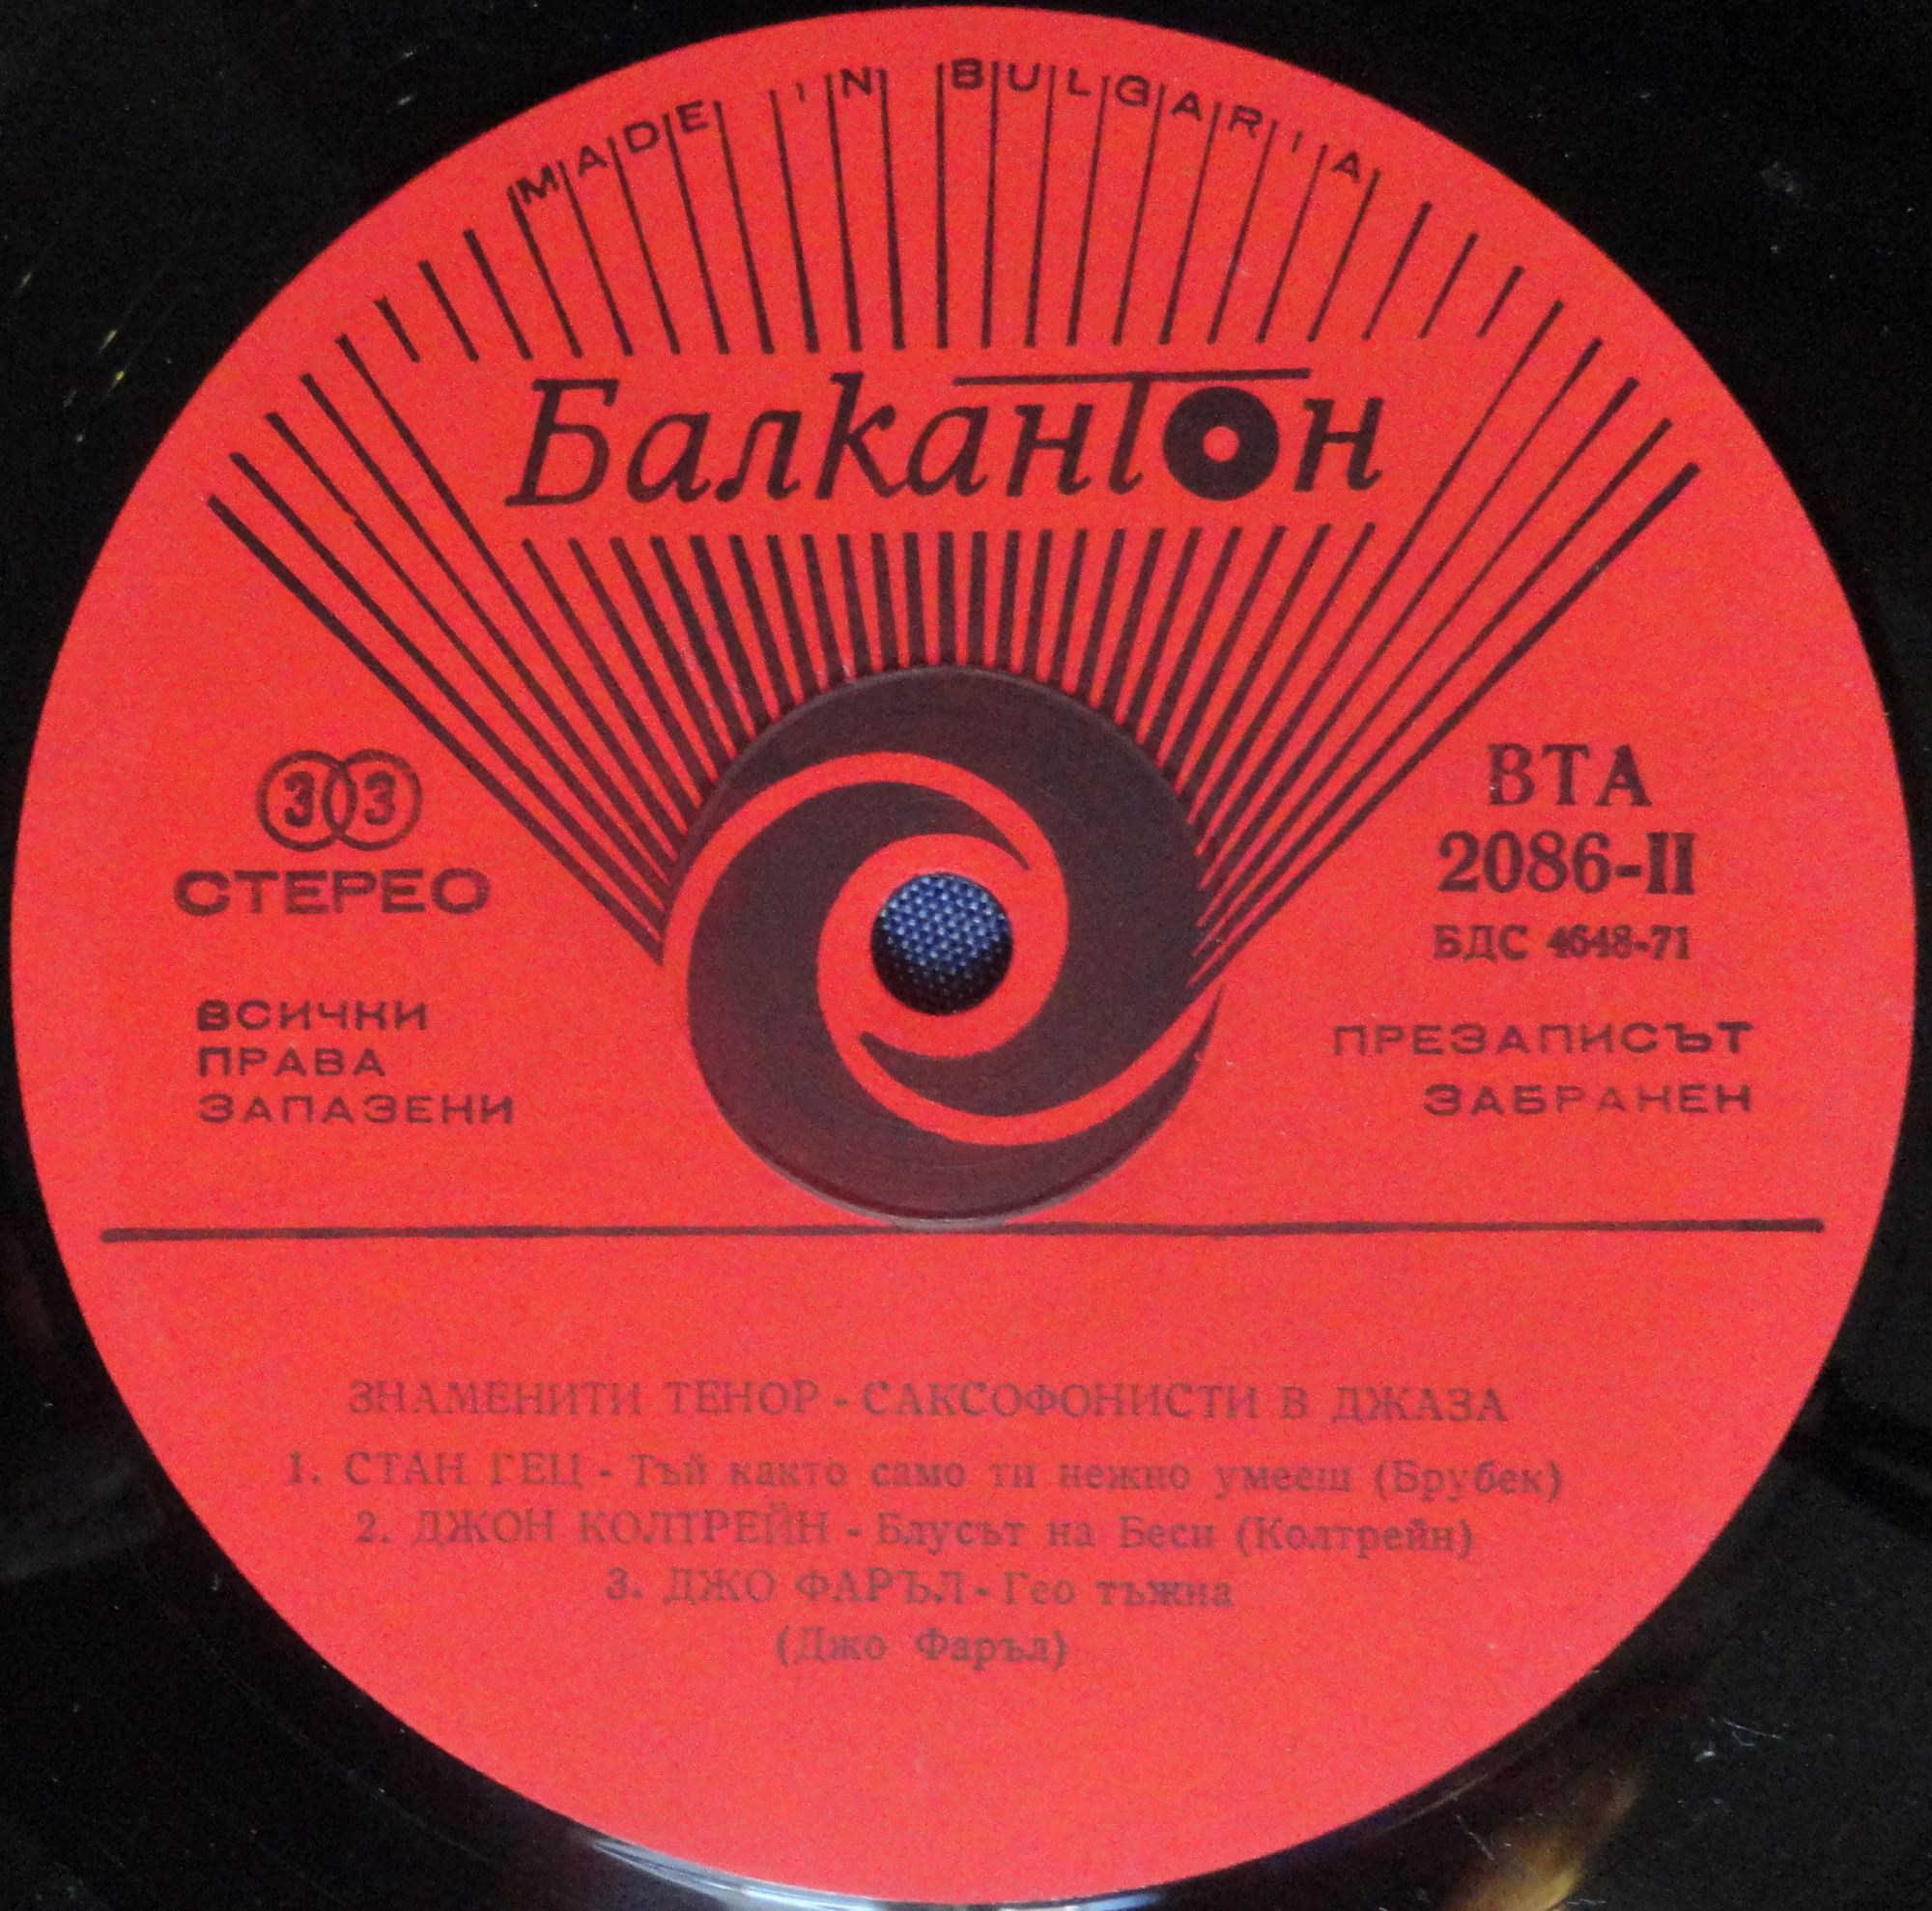 MADE IN BULGARIA
Балкантон
33
СТЕРЕО
ВСИЧКИ
ПРАВА
ЗАПАЗЕНИ
ВТА
2086-II
БДС 4648-71
ПРЕЗАПИСЪТ
ЗАБРАНЕН
ЗНАМЕНИТИ ТЕНОР - САКСОФОНИСТИ В ДЖАЗА
1. СТАН ГЕЦ - Тъй както само ти нежно умееш (Брубек)
2. ДЖОН КОЛТРЕЙН - Блусът на Беси (Колтрейн)
3. ДЖО ФАРЪЛ - Гео тъжна
(Джо Фаръл)